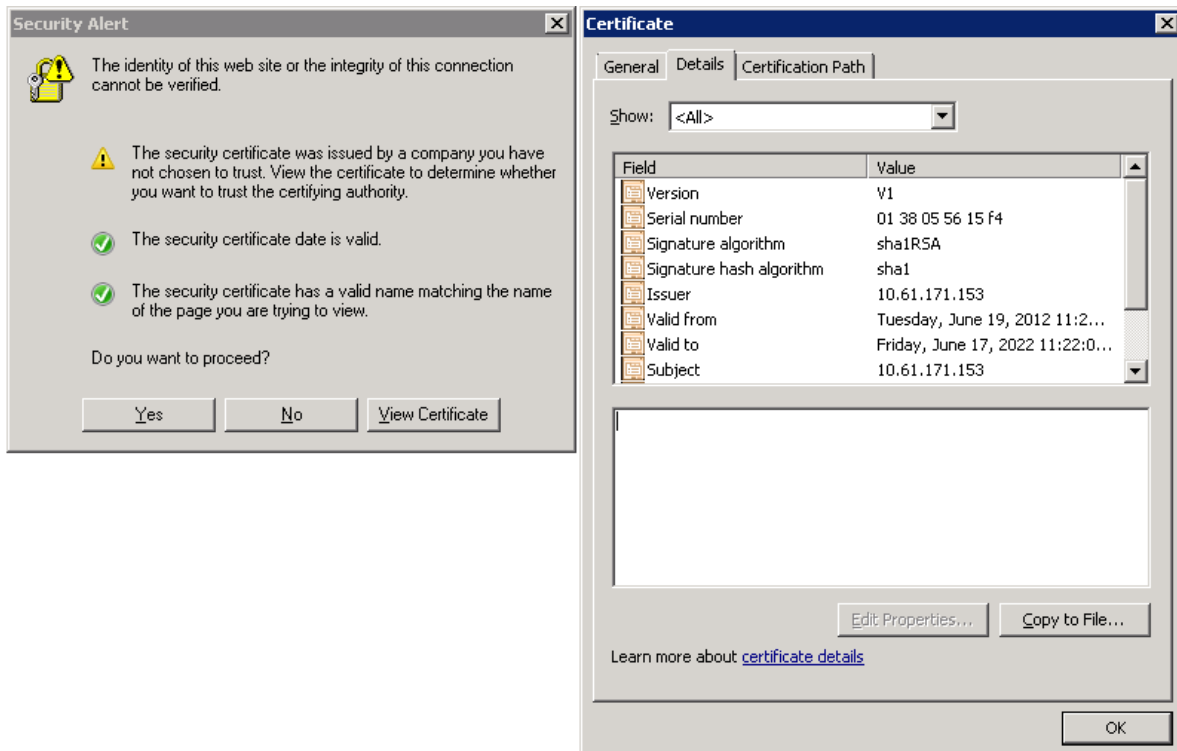 Security Alert
The identity of this web site or the integrity of this connection
cannot be verified.
The security certificate was issued by a company you have
not chosen to trust. View the certificate to determine whether
you want to trust the certifying authority.
The security certificate date is valid.
The security certificate has a valid name matching the name
of the page you are trying to view.
Do you want to proceed?
Yes No View Certificate
Certificate
General Details Certification Path
Show: <All>
Field Value
Version V1
Serial number 01 38 05 56 15 f4
Signature algorithm sha1RSA
Signature hash algorithm sha1
Issuer 10.61.171.153
Valid from Tuesday, June 19, 2012 11:2...
Valid to Friday, June 17, 2022 11:22:0...
Subject 10.61.171.153
Edit Properties... Copy to File...
Learn more about certificate details
OK